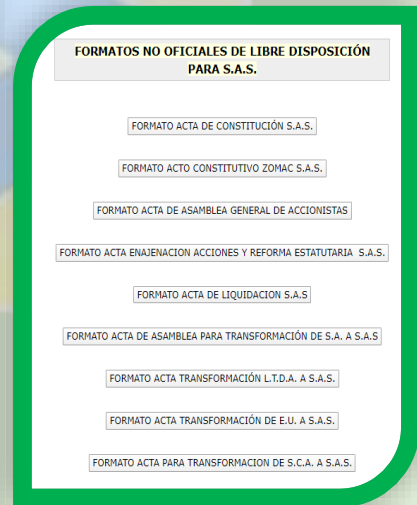 FORMATOS NO OFICIALES DE LIBRE DISPOSICIÓN
PARA S.A.S.
FORMATO ACTA DE CONSTITUCIÓN S.A.S.
FORMATO ACTO CONSTITUTIVO ZOMAC S.A.S.
FORMATO ACTA DE ASAMBLEA GENERAL DE ACCIONISTAS
FORMATO ACTA ENAJENACION ACCIONES Y REFORMA ESTATUTARIA S.A.S.
FORMATO ACTA DE LIQUIDACION S.A.S
FORMATO ACTA DE ASAMBLEA PARA TRANSFORMACIÓN DE S.A. A S.A.S
FORMATO ACTA TRANSFORMACIÓN L.T.D.A. A S.A.S.
FORMATO ACTA TRANSFORMACIÓN DE E.U. A S.A.S.
FORMATO ACTA PARA TRANSFORMACION DE S.C.A. A S.A.S.